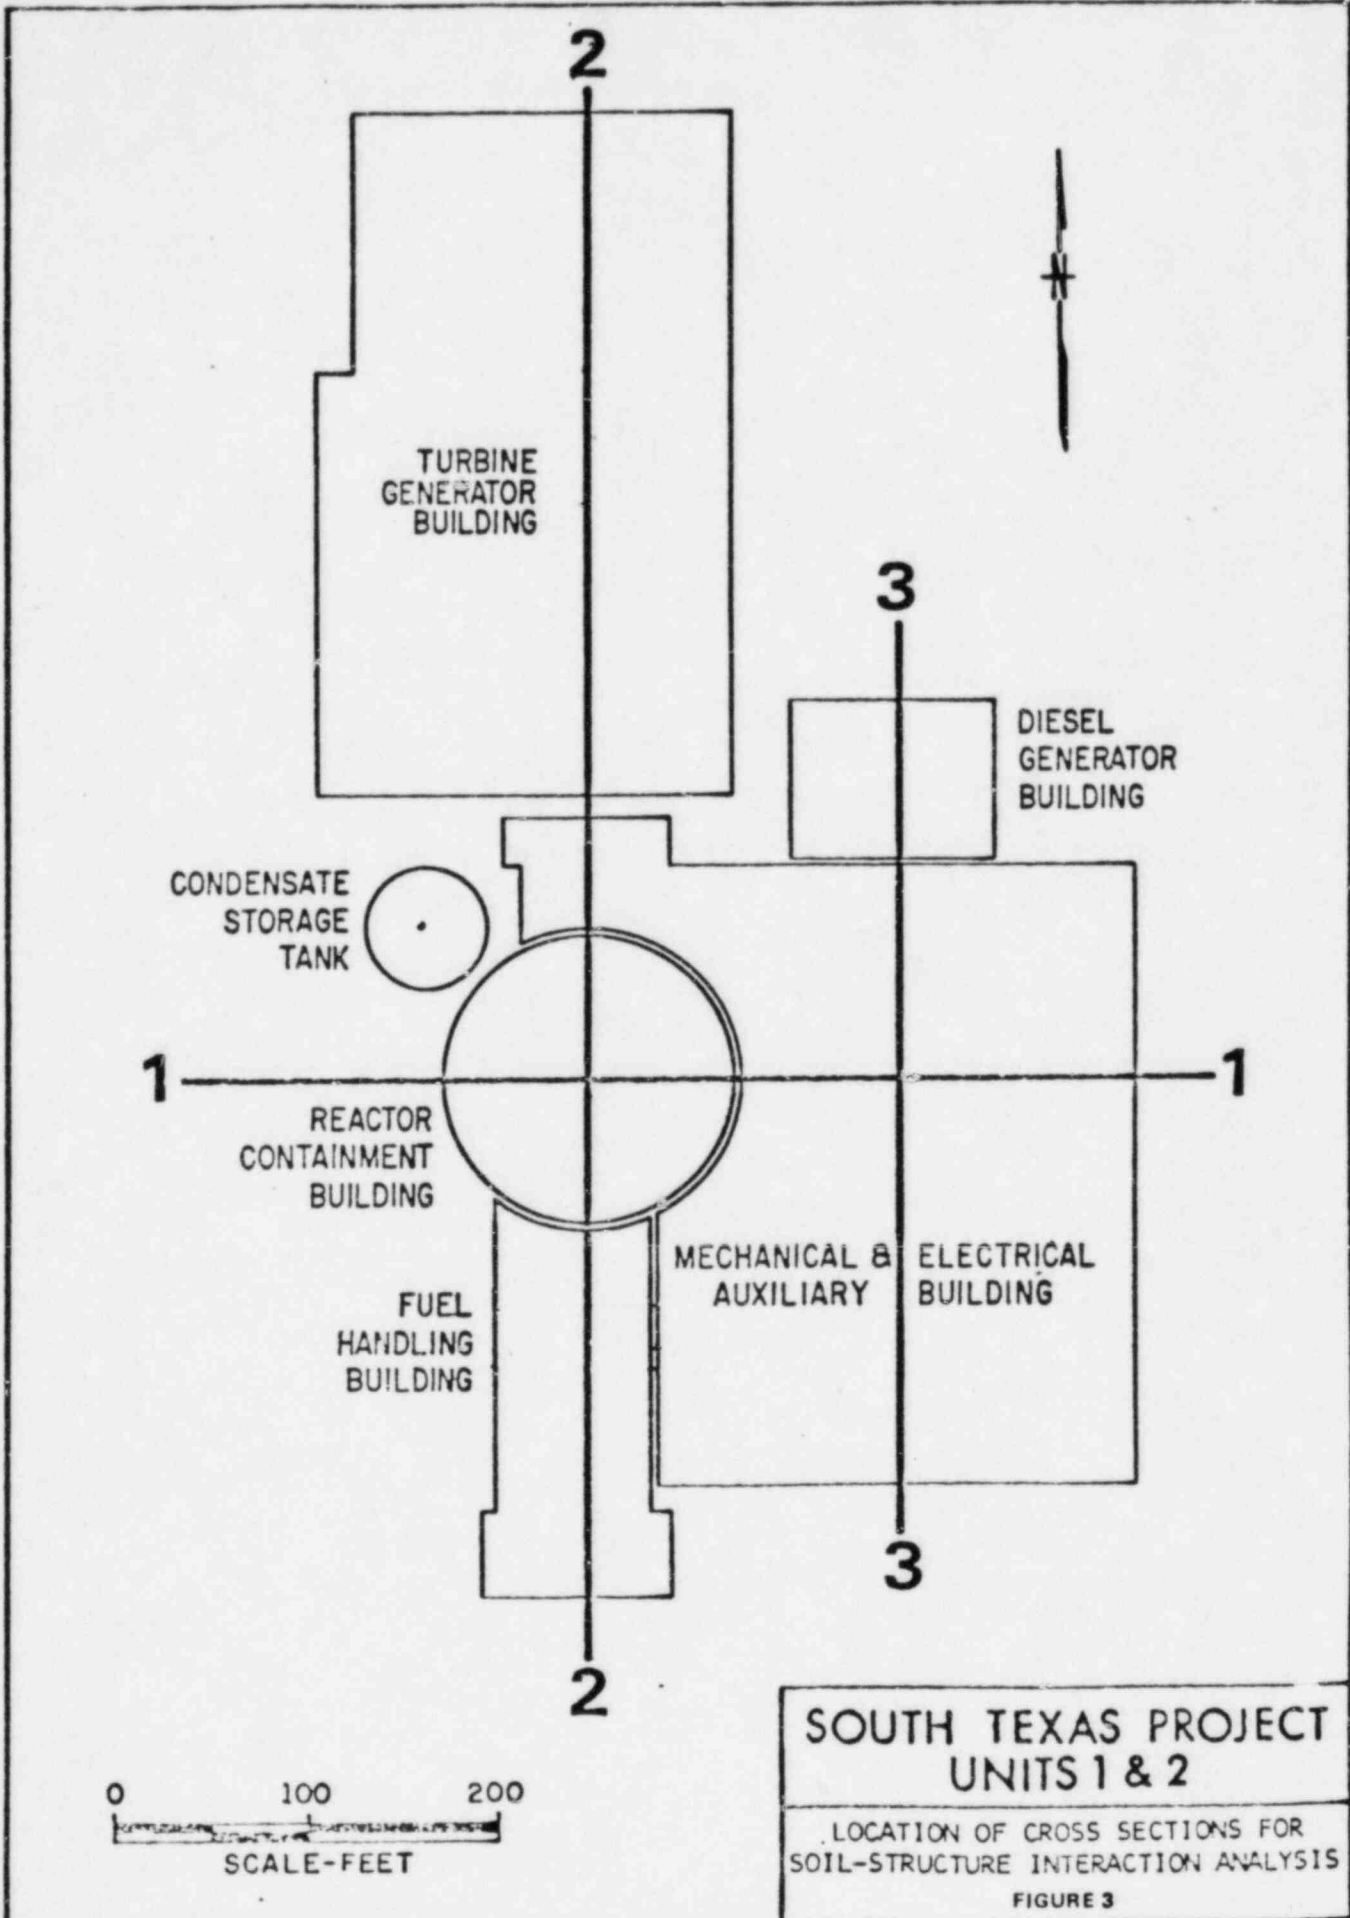 2
N
TURBINE
GENERATOR
BUILDING
3
DIESEL
GENERATOR
BUILDING
CONDENSATE
STORAGE
TANK
1
1
REACTOR
CONTAINMENT
BUILDING
MECHANICAL & ELECTRICAL
AUXILIARY BUILDING
FUEL
HANDLING
BUILDING
3
2
0 100 200
SCALE-FEET
SOUTH TEXAS PROJECT
UNITS 1 & 2
LOCATION OF CROSS SECTIONS FOR
SOIL-STRUCTURE INTERACTION ANALYSIS
FIGURE 3